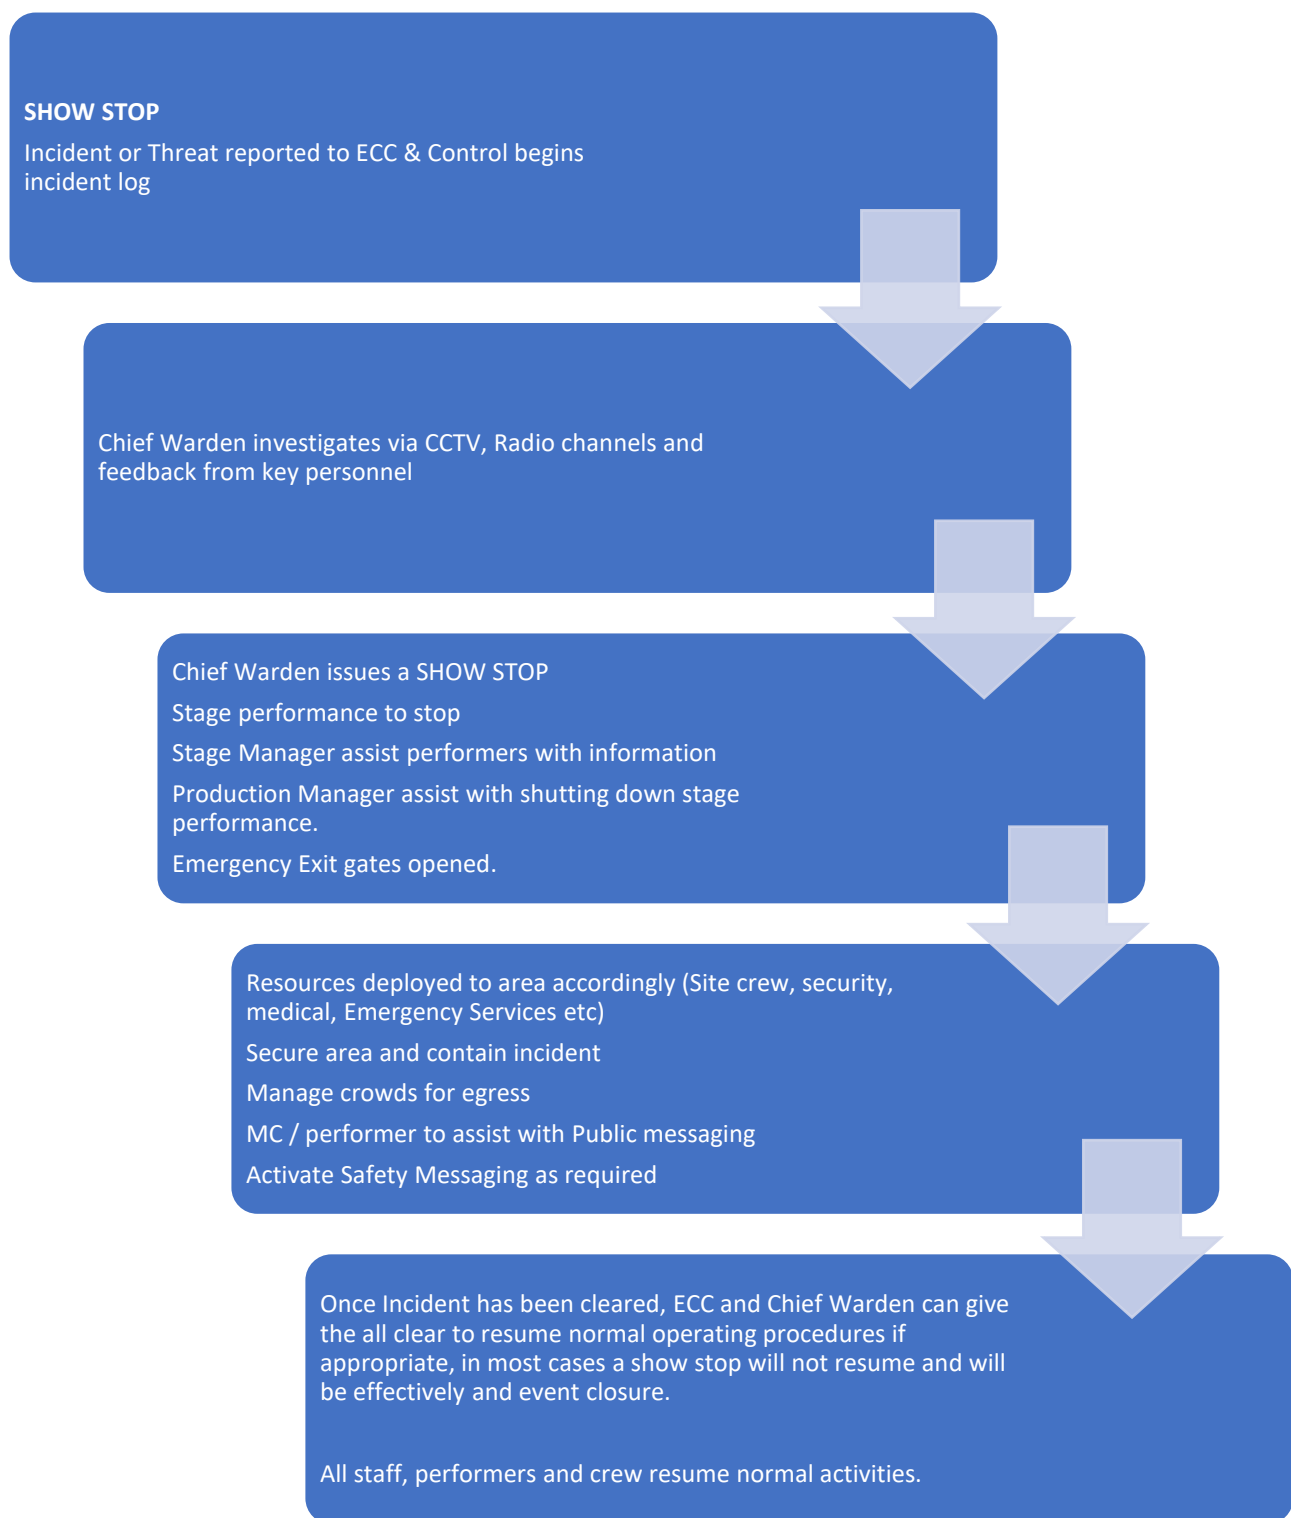 SHOW STOP
Incident or Threat reported to ECC & Control begins
incident log
Chief Warden investigates via CCTV, Radio channels and
feedback from key personnel
Chief Warden issues a SHOW STOP
Stage performance to stop
Stage Manager assist performers with information
Production Manager assist with shutting down stage
performance.
Emergency Exit gates opened.
Resources deployed to area accordingly (Site crew, security,
medical, Emergency Services etc)
Secure area and contain incident
Manage crowds for egress
MC / performer to assist with Public messaging
Activate Safety Messaging as required
Once Incident has been cleared, ECC and Chief Warden can give
the all clear to resume normal operating procedures if
appropriate, in most cases a show stop will not resume and will
be effectively and event closure.
All staff, performers and crew resume normal activities.